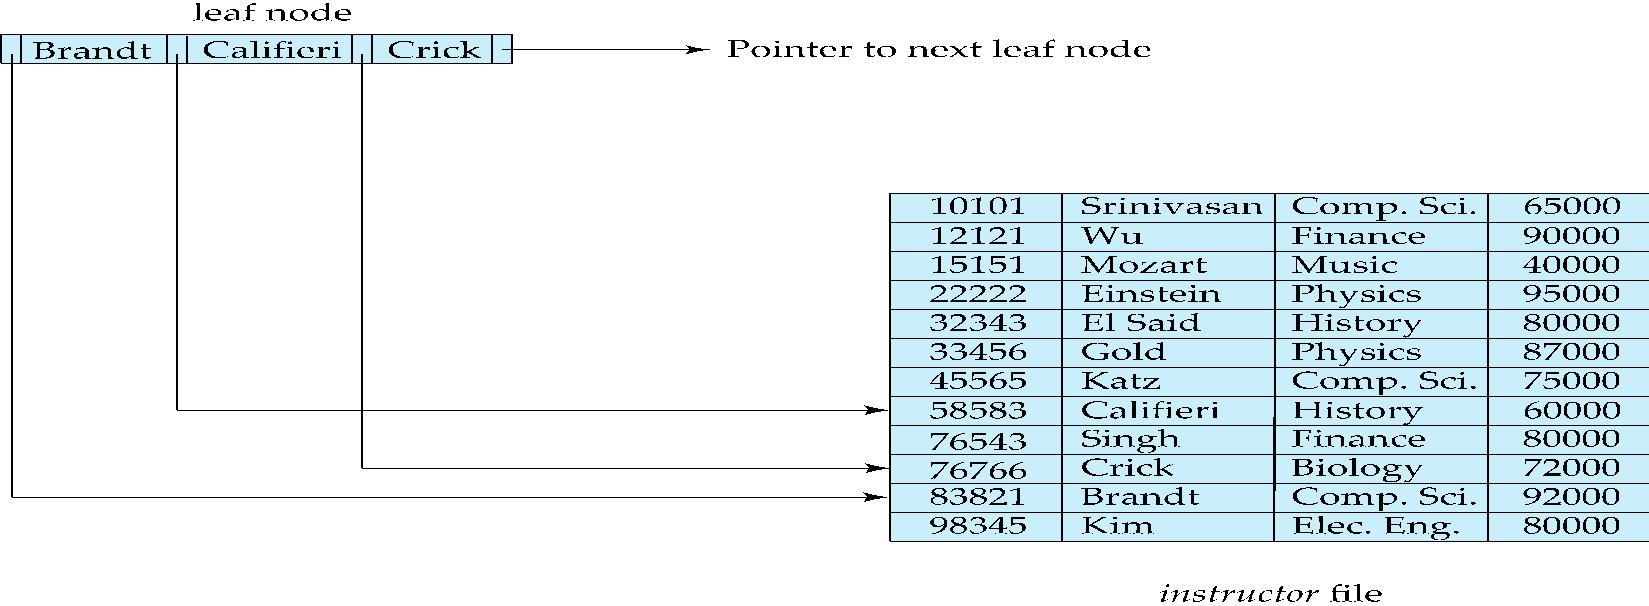 leaf node
Brandt Califieri Crick Pointer to next leaf node
10101 Srinivasan Comp. Sci. 65000
12121 Wu Finance 90000
15151 Mozart Music 40000
22222 Einstein Physics 95000
32343 El Said History 80000
33456 Gold Physics 87000
45565 Katz Comp. Sci. 75000
58583 Califieri History 60000
76543 Singh Finance 80000
76766 Crick Biology 72000
83821 Brandt Comp. Sci. 92000
98345 Kim Elec. Eng. 80000
instructor file